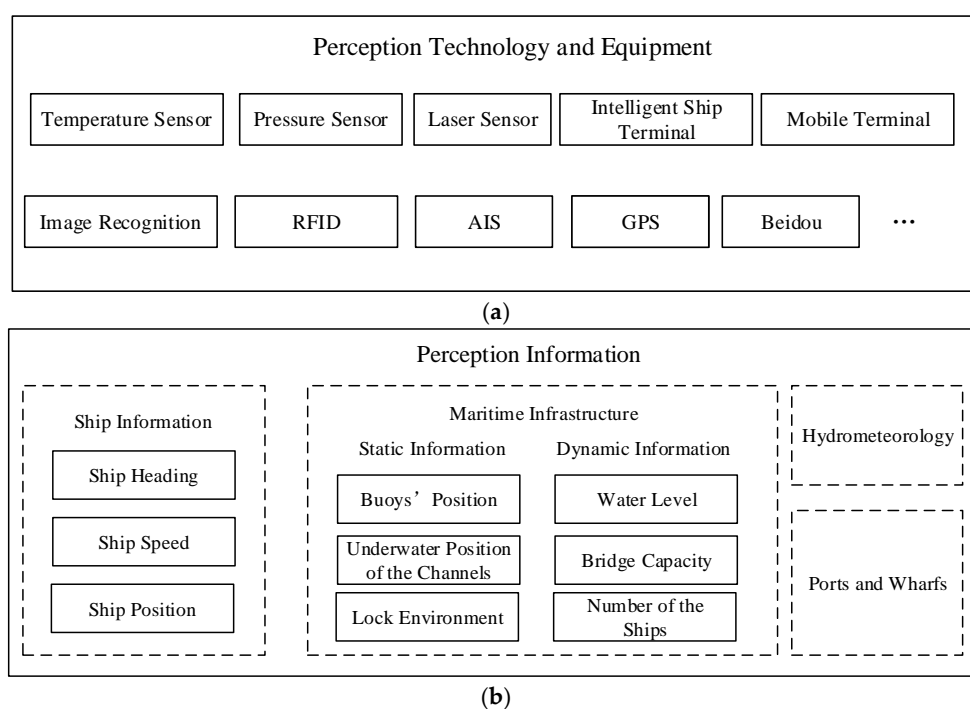 Perception Technology and Equipment
Temperature Sensor
Pressure Sensor
Laser Sensor
Intelligent Ship
Terminal
Mobile Terminal
Image Recognition
RFID
AIS
GPS
Beidou
...
(a)
Perception Information
Ship Information
Ship Heading
Ship Speed
Ship Position
Maritime Infrastructure
Static Information
Buoys’ Position
Underwater Position
of the Channels
Lock Environment
Dynamic Information
Water Level
Bridge Capacity
Number of the
Ships
Hydrometeorology
Ports and Wharfs
(b)